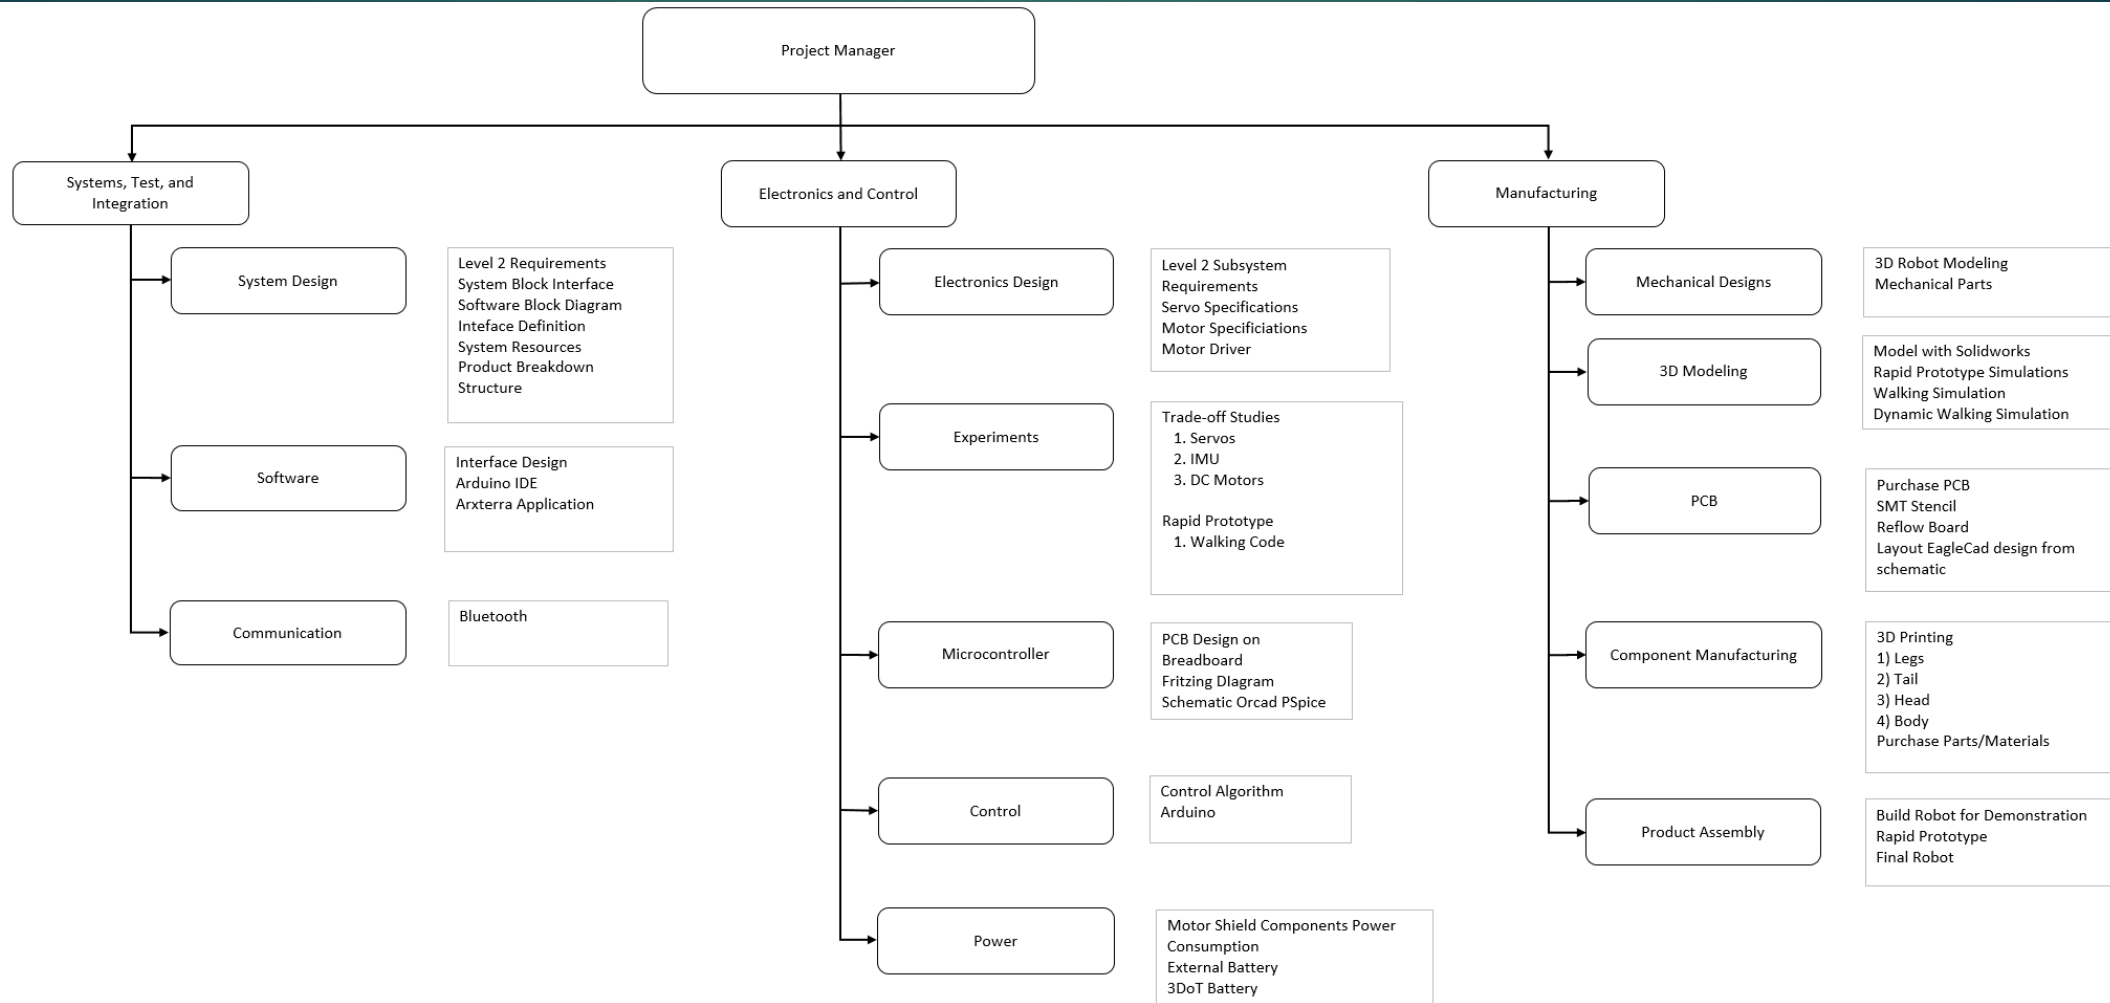 Project Manager
Systems, Test, and
Integration
System Design
Level 2 Requirements
System Block Interface
Software Block Diagram
Inteface Definition
System Resources
Product Breakdown
Structure
Software
Interface Design
Arduino IDE
Arxterra Application
Communication
Bluetooth
Electronics and Control
Electronics Design
Level 2 Subsystem
Requirements
Servo Specifications
Motor Specificiations
Motor Driver
Experiments
Trade-off Studies
1. Servos
2. IMU
3. DC Motors
Rapid Prototype
1. Walking Code
Microcontroller
PCB Design on
Breadboard
Fritzing DIagram
Schematic Orcad PSpice
Control
Control Algorithm
Arduino
Power
Motor Shield Components Power
Consumption
External Battery
3DoT Battery
Manufacturing
Mechanical Designs
3D Robot Modeling
Mechanical Parts
3D Modeling
Model with Solidworks
Rapid Prototype Simulations
Walking Simulation
Dynamic Walking Simulation
PCB
Purchase PCB
SMT Stencil
Reflow Board
Layout EagleCad design from
schematic
Component Manufacturing
3D Printing
1) Legs
2) Tail
3) Head
4) Body
Purchase Parts/Materials
Product Assembly
Build Robot for Demonstration
Rapid Prototype
Final Robot